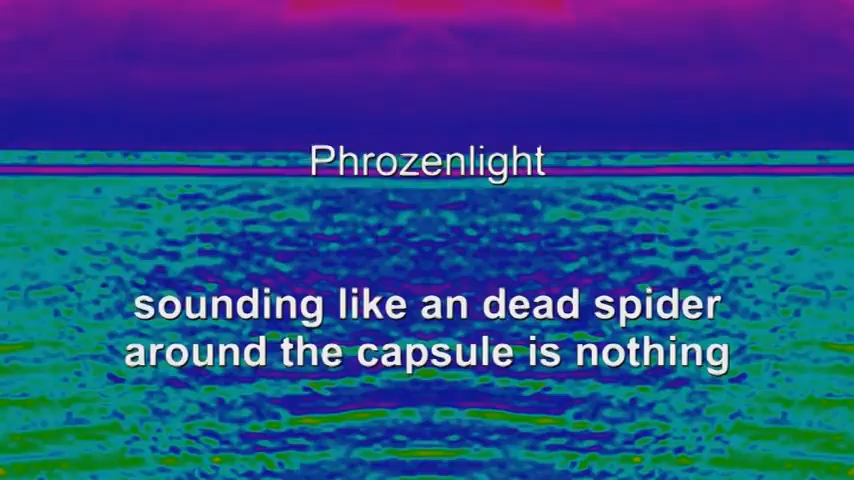 Phrozenlight
sounding like an dead spider
around the capsule is nothing